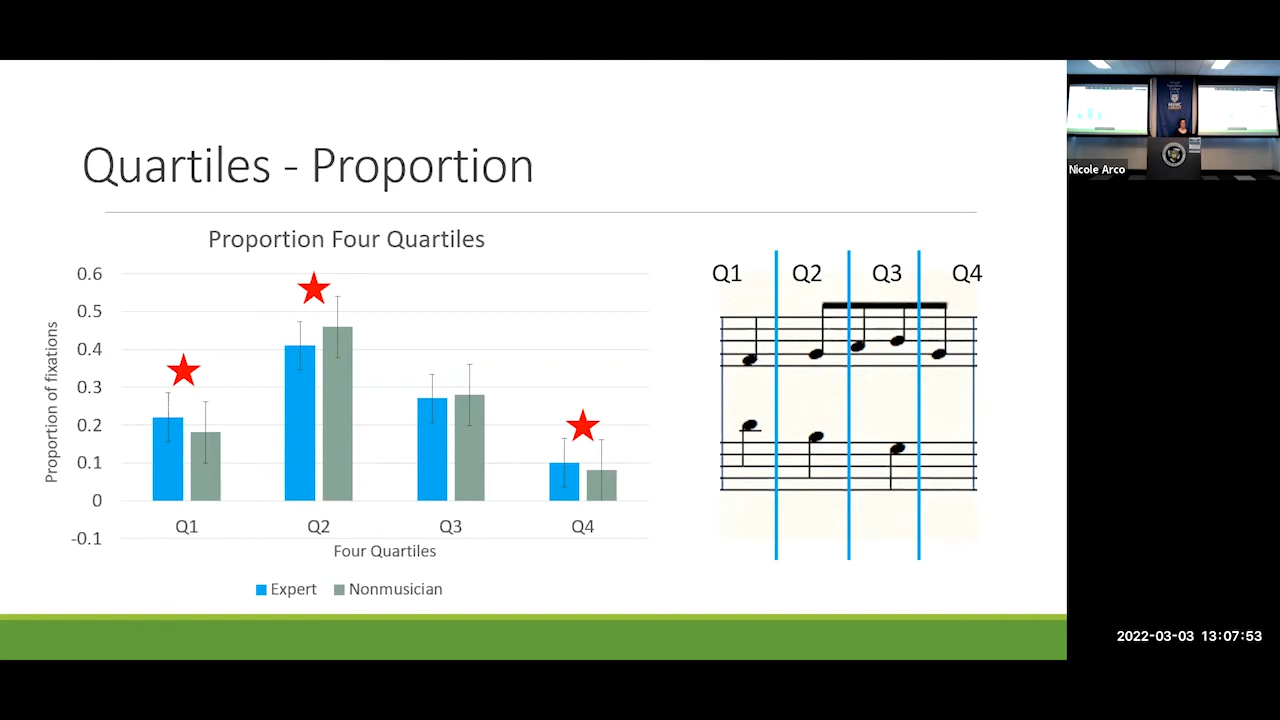 Quartiles - Proportion
Proportion Four Quartiles
Proportion of fixations
0.6
0.5
0.4
0.3
0.2
0.1
0
-0.1
Q1 Q2 Q3 Q4
Four Quartiles
Expert Nonmusician
Q1 Q2 Q3 Q4
Nicole Arco
2022-03-03 13:07:53